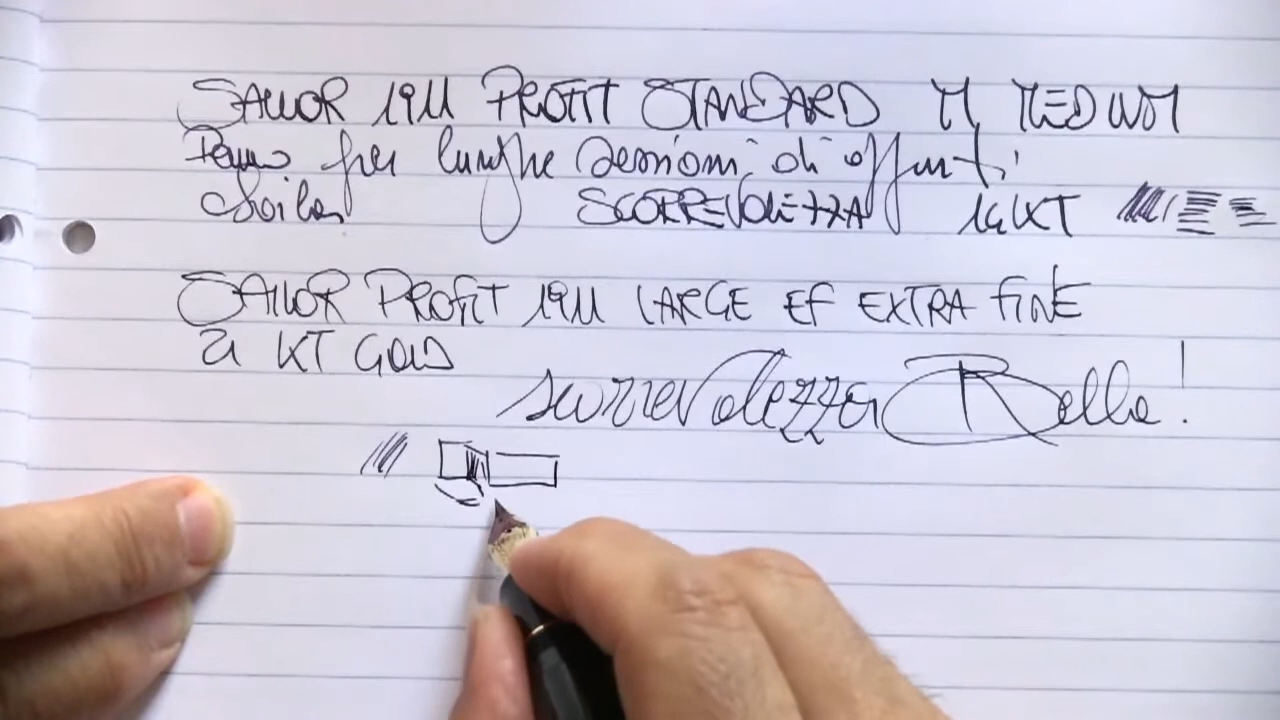 SAILOR 1911 PROFIT STANDARD M MEDIUM
Penna per lunghe sessioni di appunti
SCORREVOLEZZA 14 KT
SAILOR PROFIT 1911 LARGE EF EXTRA FINE
21 KT GOLD
scorrevolezza Bella!